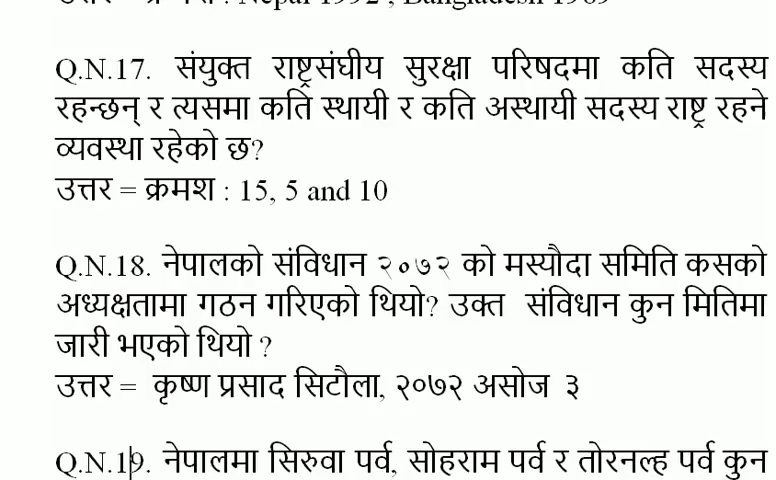 Q.N.17. संयुक्त राष्ट्रसंघीय सुरक्षा परिषदमा कति सदस्य
रहन्छन् र त्यसमा कति स्थायी र कति अस्थायी सदस्य राष्ट्र रहने
व्यवस्था रहेको छ?
उत्तर = क्रमश : 15, 5 and 10
Q.N.18. नेपालको संविधान २०७२ को मस्यौदा समिति कसको
अध्यक्षतामा गठन गरिएको थियो? उक्त संविधान कुन मितिमा
जारी भएको थियो ?
उत्तर = कृष्ण प्रसाद सिटौला, २०७२ असोज ३
Q.N.19. नेपालमा सिरुवा पर्व, सोहराम पर्व र तोरनल्ह पर्व कुन